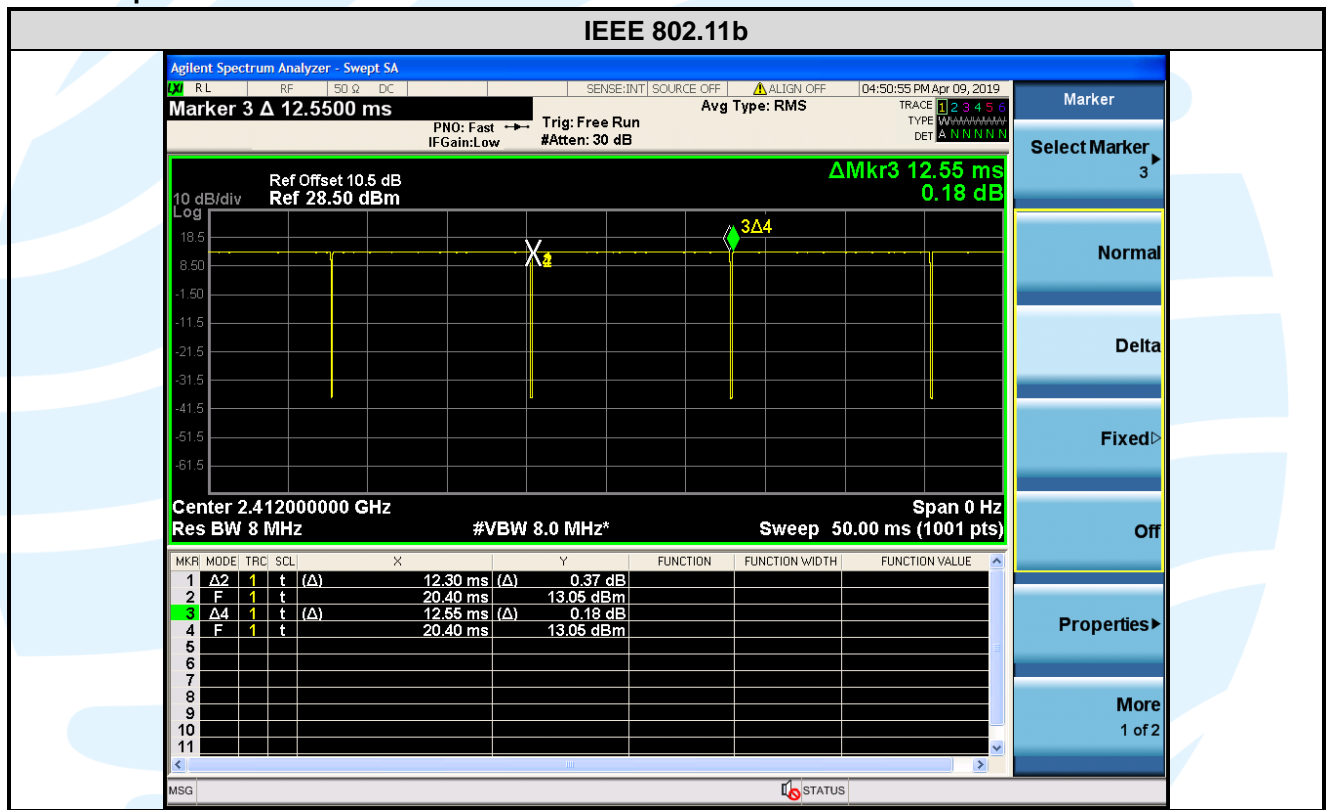 IEEE 802.11b
Agilent Spectrum Analyzer - Swept SA
LXI RL RF 50 Ω DC SENSE:INT SOURCE OFF ALIGN OFF 04:50:55 PM Apr 09, 2019
Marker 3 Δ 12.5500 ms
PNO: Fast
IFGain:Low
Trig: Free Run
#Atten: 30 dB
Avg Type: RMS
TRACE 1 2 3 4 5 6
TYPE WWWWWW
DET A N N N N N
ΔMkr3 12.55 ms
0.18 dB
Ref Offset 10.5 dB
10 dB/div Ref 28.50 dBm
Log
18.5
8.50
-1.50
-11.5
-21.5
-31.5
-41.5
-51.5
-61.5
3Δ4
Center 2.412000000 GHz Span 0 Hz
Res BW 8 MHz #VBW 8.0 MHz* Sweep 50.00 ms (1001 pts)
MKR MODE TRC SCL X Y FUNCTION FUNCTION WIDTH FUNCTION VALUE
1 Δ2 1 t (Δ) 12.30 ms (Δ) 0.37 dB
2 F 1 t 20.40 ms 13.05 dBm
3 Δ4 1 t (Δ) 12.55 ms (Δ) 0.18 dB
4 F 1 t 20.40 ms 13.05 dBm
5
6
7
8
9
10
11
MSG STATUS
Marker
Select Marker
3
Normal
Delta
Fixed
Off
Properties
More
1 of 2